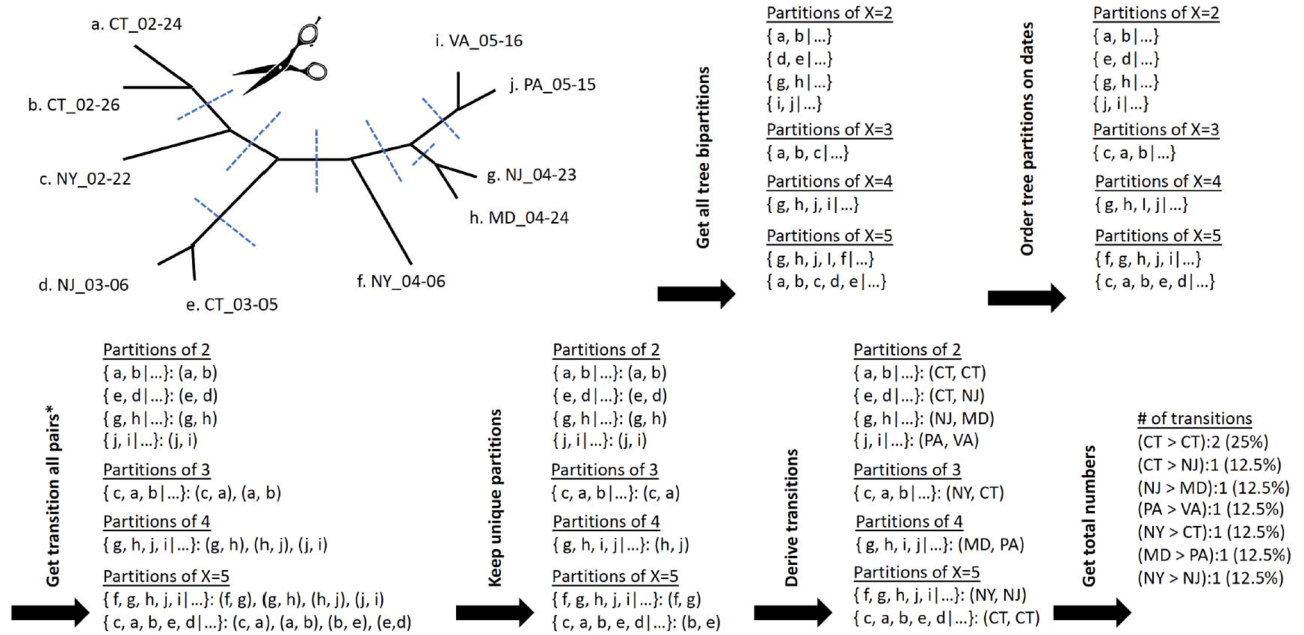 a. CT_02-24
b. CT_02-26
c. NY_02-22
d. NJ_03-06
e. CT_03-05
f. NY_04-06
i. VA_05-16
j. PA_05-15
g. NJ_04-23
h. MD_04-24
Get all tree bipartitions
Partitions of X=2
{ a, b|...}
{ d, e|...}
{ g, h|...}
{ i, j|...}
Partitions of X=3
{ a, b, c|...}
Partitions of X=4
{ g, h, j, i|...}
Partitions of X=5
{ g, h, j, I, f|...}
{ a, b, c, d, e|...}
Order tree partitions on dates
Partitions of X=2
{ a, b|...}
{ e, d|...}
{ g, h|...}
{ j, i|...}
Partitions of X=3
{ c, a, b|...}
Partitions of X=4
{ g, h, I, j|...}
Partitions of X=5
{ f, g, h, j, i|...}
{ c, a, b, e, d|...}
Get transition all pairs*
Partitions of 2
{ a, b|...}: (a, b)
{ e, d|...}: (e, d)
{ g, h|...}: (g, h)
{ j, i|...}: (j, i)
Partitions of 3
{ c, a, b|...}: (c, a), (a, b)
Partitions of 4
{ g, h, j, i|...}: (g, h), (h, j), (j, i)
Partitions of X=5
{ f, g, h, j, i|...}: (f, g), (g, h), (h, j), (j, i)
{ c, a, b, e, d|...}: (c, a), (a, b), (b, e), (e,d)
Keep unique partitions
Partitions of 2
{ a, b|...}: (a, b)
{ e, d|...}: (e, d)
{ g, h|...}: (g, h)
{ j, i|...}: (j, i)
Partitions of 3
{ c, a, b|...}: (c, a)
Partitions of 4
{ g, h, i, j|...}: (h, j)
Partitions of X=5
{ f, g, h, j, i|...}: (f, g)
{ c, a, b, e, d|...}: (b, e)
Derive transitions
Partitions of 2
{ a, b|...}: (CT, CT)
{ e, d|...}: (CT, NJ)
{ g, h|...}: (NJ, MD)
{ j, i|...}: (PA, VA)
Partitions of 3
{ c, a, b|...}: (NY, CT)
Partitions of 4
{ g, h, i, j|...}: (MD, PA)
Partitions of X=5
{ f, g, h, j, i|...}: (NY, NJ)
{ c, a, b, e, d|...}: (CT, CT)
Get total numbers
# of transitions
(CT > CT):2 (25%)
(CT > NJ):1 (12.5%)
(NJ > MD):1 (12.5%)
(PA > VA):1 (12.5%)
(NY > CT):1 (12.5%)
(MD > PA):1 (12.5%)
(NY > NJ):1 (12.5%)